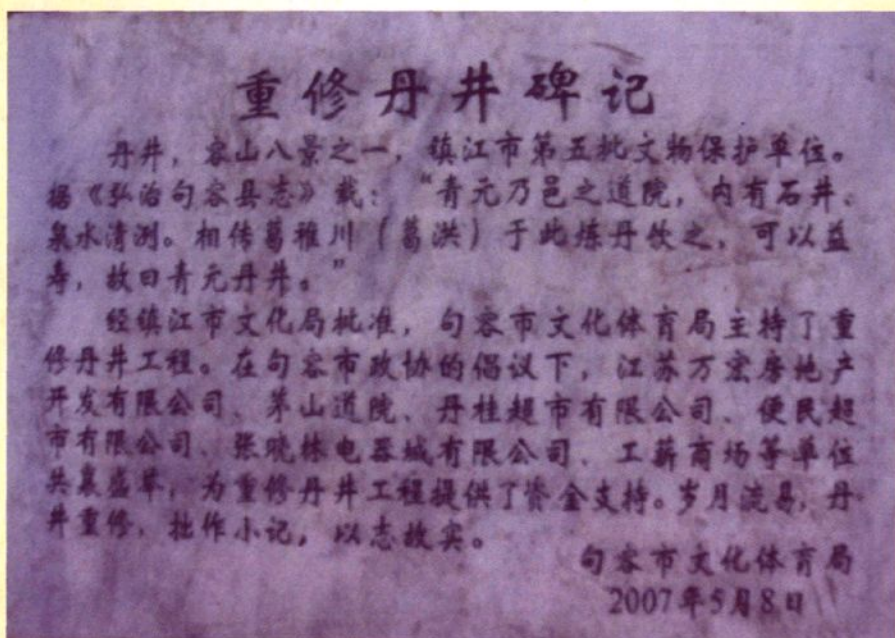 重修丹井碑记
丹井，容山八景之一，镇江市第五批文物保护单位。
据《弘治句容县志》载：“青元乃邑之道院，内有石井、
泉水清洌。相传葛稚川（葛洪）于此炼丹饮之，可以益
寿，故曰青元丹井。”
经镇江市文化局批准，句容市文化体育局主持了重
修丹井工程。在句容市政协的倡议下，江苏万宏房地产
开发有限公司、茅山道院、丹桂超市有限公司、便民超
市有限公司、张晓林电器城有限公司、工薪商场等单位
共襄盛举，为重修丹井工程提供了资金支持。岁月流易，丹
井重修，拙作小记，以志故实。
句容市文化体育局
2007年5月8日